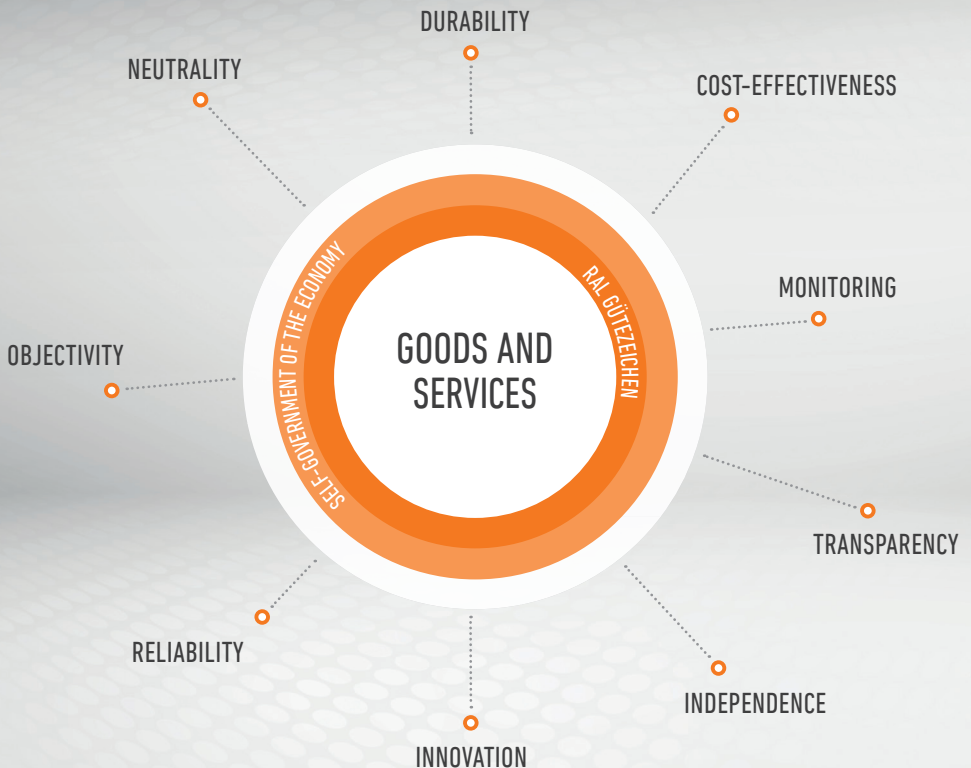 DURABILITY
NEUTRALITY
COST-EFFECTIVENESS
SELF-GOVERNMENT OF THE ECONOMY
RAL GÜTEZEICHEN
MONITORING
GOODS AND
SERVICES
OBJECTIVITY
TRANSPARENCY
RELIABILITY
INDEPENDENCE
INNOVATION